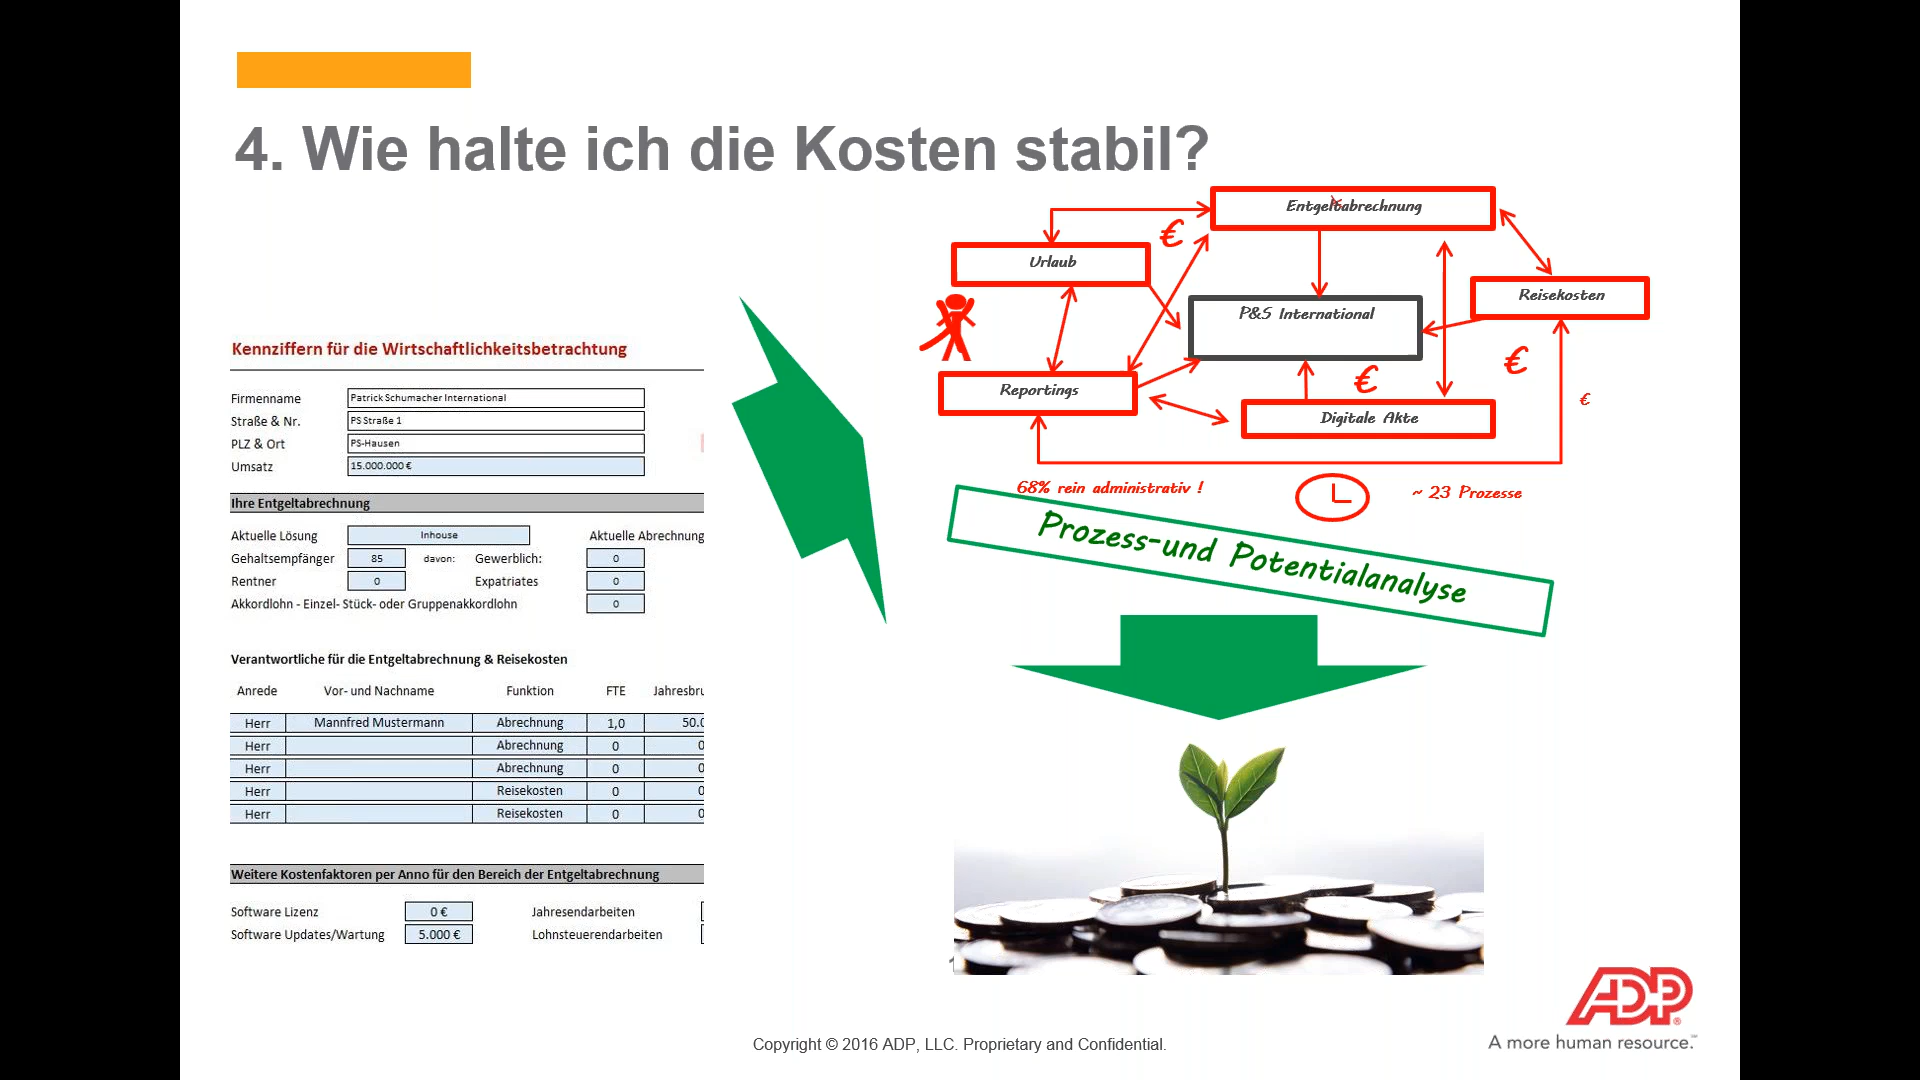 4. Wie halte ich die Kosten stabil?
Kennziffern für die Wirtschaftlichkeitsbetrachtung
Firmenname Patrick Schumacher International
Straße & Nr. PS Straße 1
PLZ & Ort PS-Hausen
Umsatz 15.000.000 €
Ihre Entgeltabrechnung
Aktuelle Lösung Inhouse Aktuelle Abrechnung
Gehaltsempfänger 85 davon: Gewerblich: 0
Rentner 0 Expatriates 0
Akkordlohn - Einzel- Stück- oder Gruppenakkordlohn 0
Verantwortliche für die Entgeltabrechnung & Reisekosten
Anrede Vor- und Nachname Funktion FTE Jahresbru
Herr Mannfred Mustermann Abrechnung 1,0 50.0
Herr Abrechnung 0 0
Herr Abrechnung 0 0
Herr Reisekosten 0 0
Herr Reisekosten 0 0
Weitere Kostenfaktoren per Anno für den Bereich der Entgeltabrechnung
Software Lizenz 0 € Jahresendarbeiten
Software Updates/Wartung 5.000 € Lohnsteuerendarbeiten
Entgeltabrechnung
€
Urlaub
Reisekosten
P&S International
€
€
Reportings
€
Digitale Akte
68% rein administrativ !
~ 23 Prozesse
Prozess-und Potentialanalyse
ADP
A more human resource.
Copyright © 2016 ADP, LLC. Proprietary and Confidential.